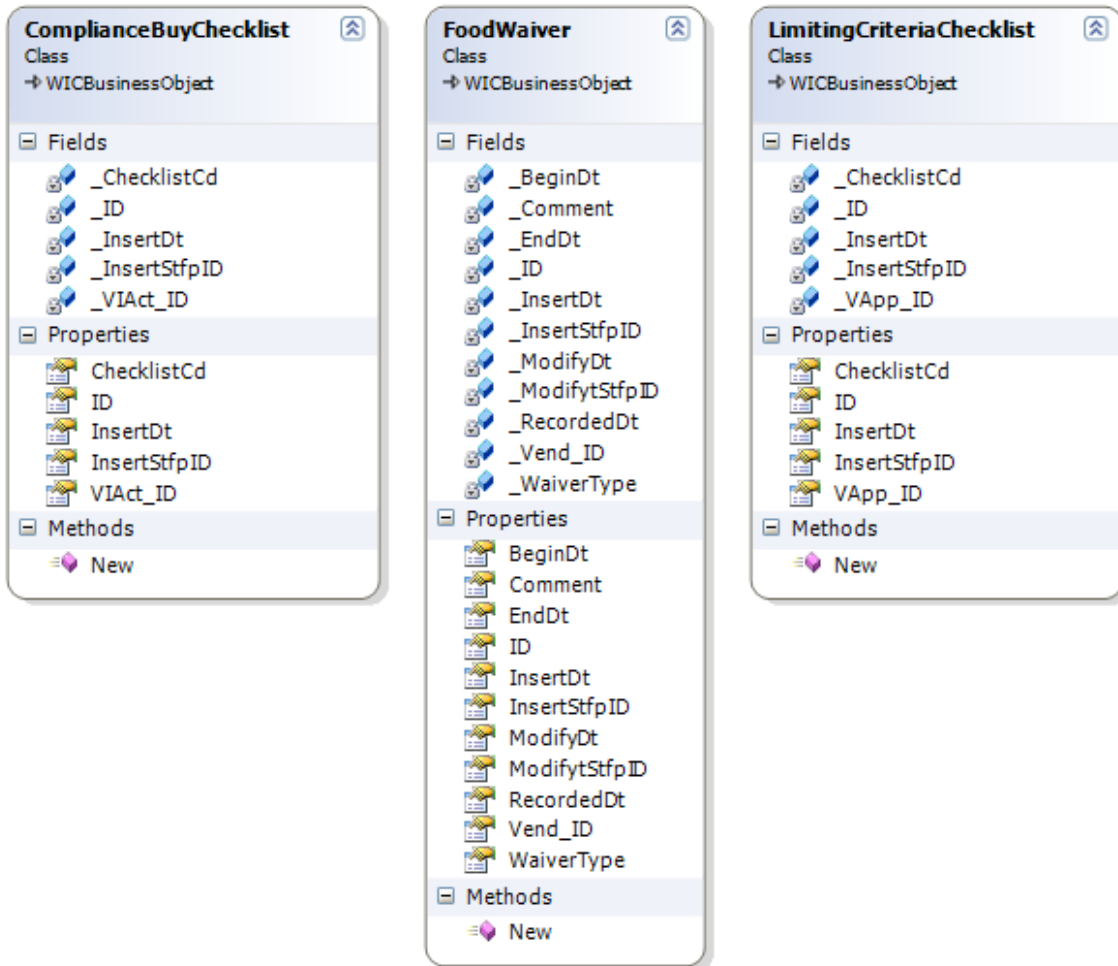 ComplianceBuyChecklist
Class
WICBusinessObject
Fields
_ChecklistCd
_ID
_InsertDt
_InsertStfpID
_VIAct_ID
Properties
ChecklistCd
ID
InsertDt
InsertStfpID
VIAct_ID
Methods
New
FoodWaiver
Class
WICBusinessObject
Fields
_BeginDt
_Comment
_EndDt
_ID
_InsertDt
_InsertStfpID
_ModifyDt
_ModifytStfpID
_RecordedDt
_Vend_ID
_WaiverType
Properties
BeginDt
Comment
EndDt
ID
InsertDt
InsertStfpID
ModifyDt
ModifytStfpID
RecordedDt
Vend_ID
WaiverType
Methods
New
LimitingCriteriaChecklist
Class
WICBusinessObject
Fields
_ChecklistCd
_ID
_InsertDt
_InsertStfpID
_VApp_ID
Properties
ChecklistCd
ID
InsertDt
InsertStfpID
VApp_ID
Methods
New